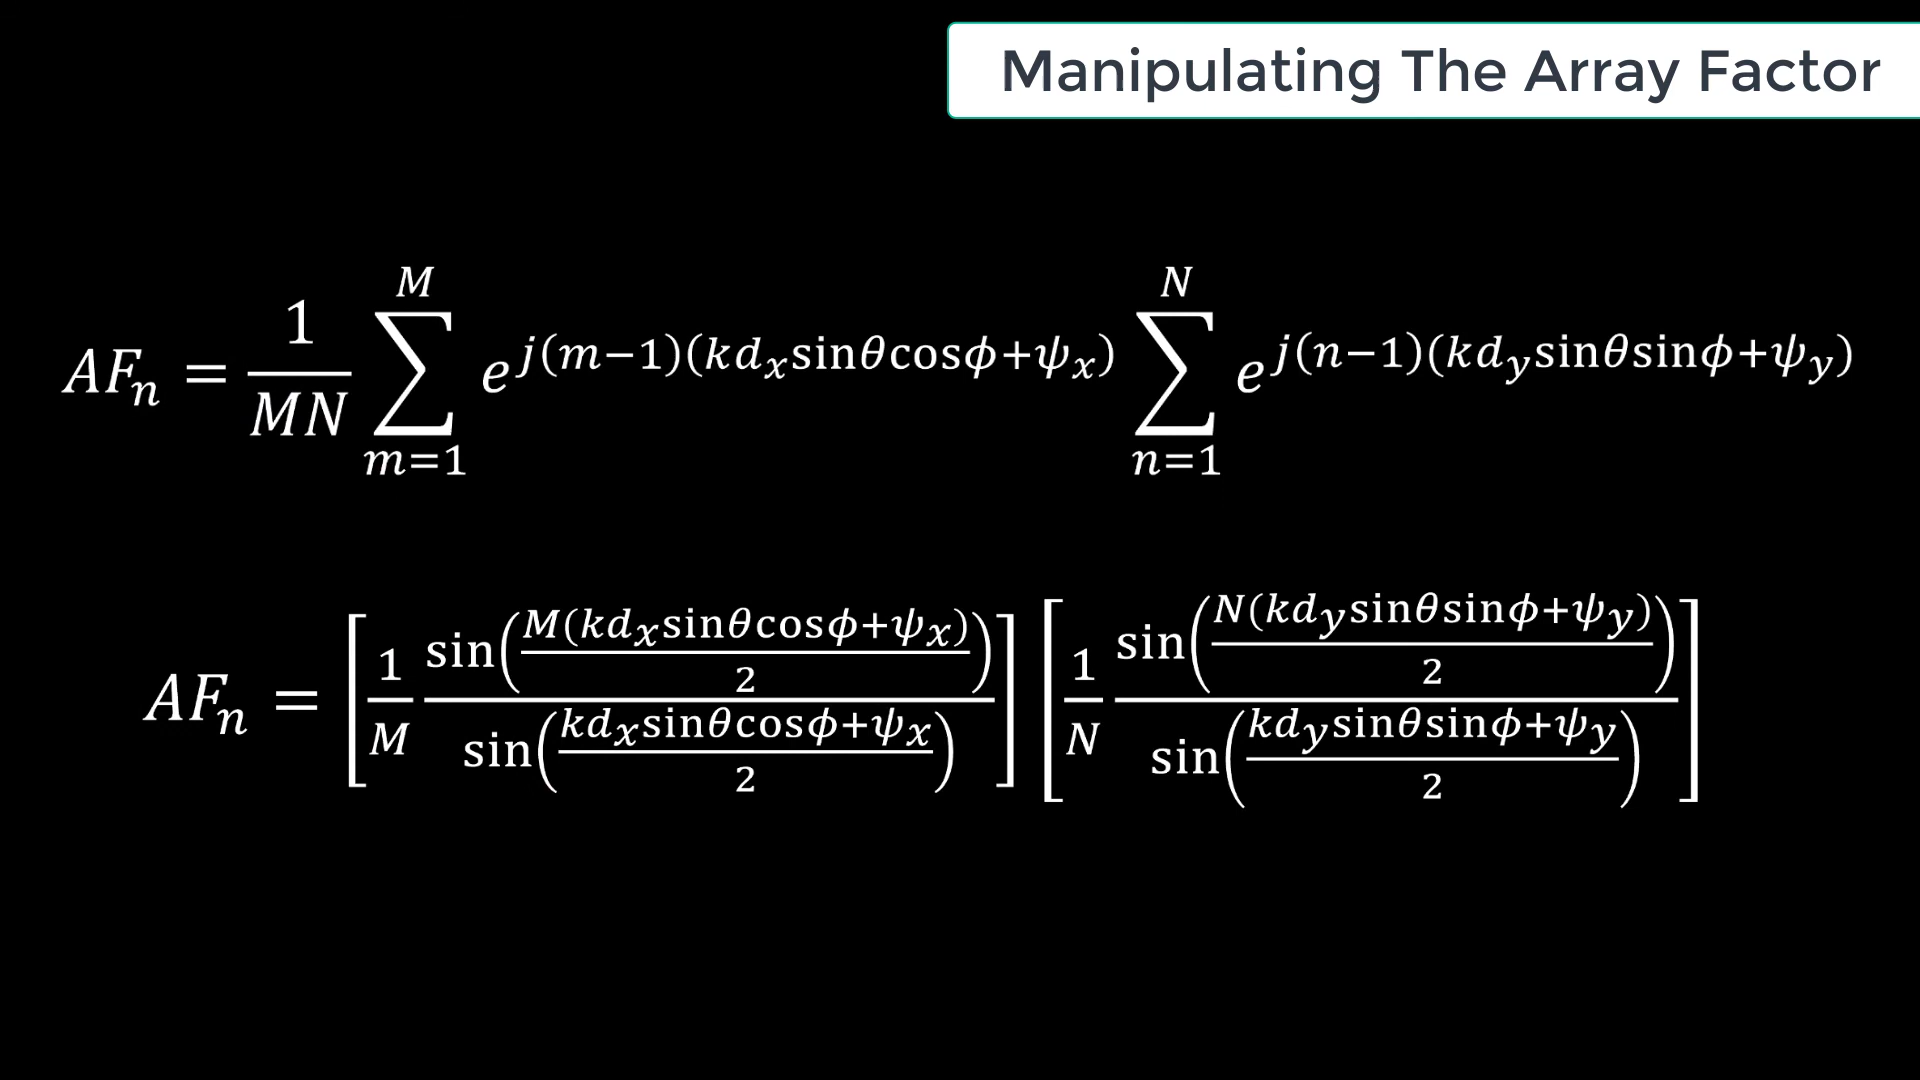 Manipulating The Array Factor
$AF_n = \frac{1}{MN} \sum_{m=1}^{M} e^{j(m-1)(kd_x \sin\theta \cos\phi + \psi_x)} \sum_{n=1}^{N} e^{j(n-1)(kd_y \sin\theta \sin\phi + \psi_y)}$
$AF_n = \left[ \frac{1}{M} \frac{\sin\left(\frac{M(kd_x \sin\theta \cos\phi + \psi_x)}{2}\right)}{\sin\left(\frac{kd_x \sin\theta \cos\phi + \psi_x}{2}\right)} \right] \left[ \frac{1}{N} \frac{\sin\left(\frac{N(kd_y \sin\theta \sin\phi + \psi_y)}{2}\right)}{\sin\left(\frac{kd_y \sin\theta \sin\phi + \psi_y}{2}\right)} \right]$